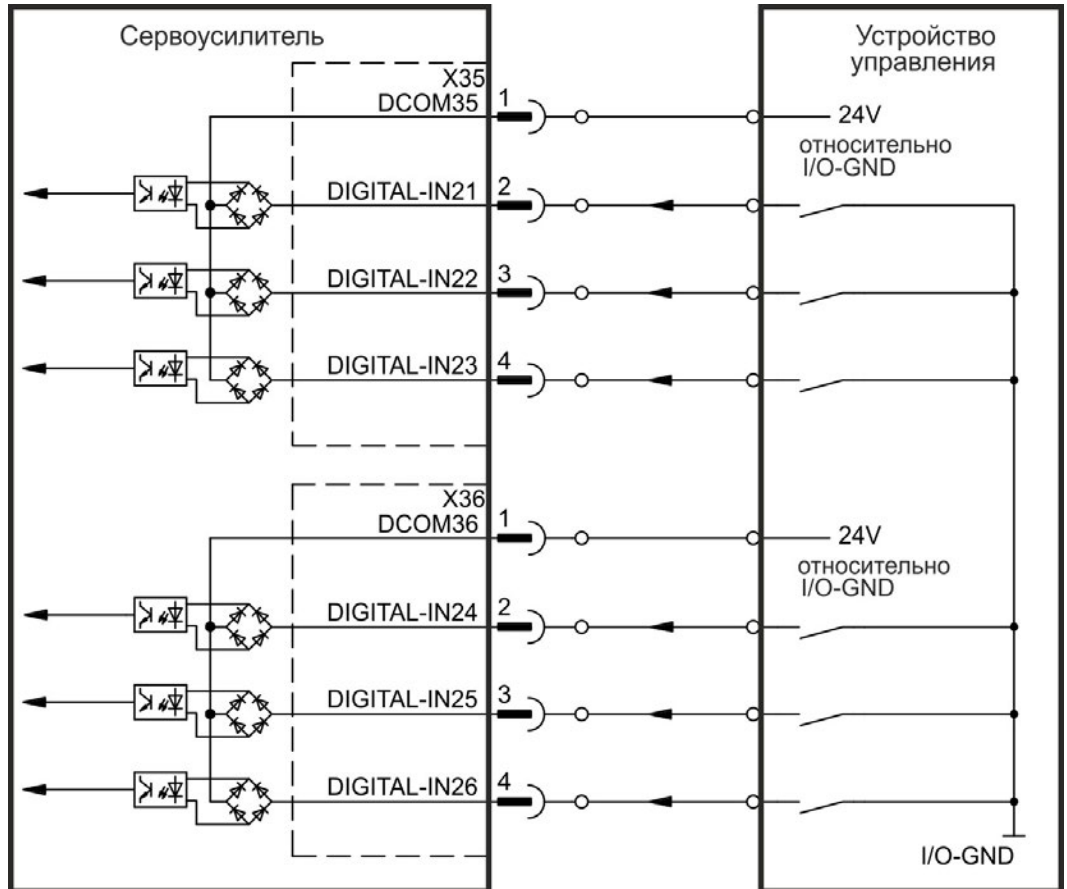 Сервоусилитель
Устройство
управления
X35
DCOM35
1
24V
относительно
I/O-GND
DIGITAL-IN21
2
DIGITAL-IN22
3
DIGITAL-IN23
4
X36
DCOM36
1
24V
относительно
I/O-GND
DIGITAL-IN24
2
DIGITAL-IN25
3
DIGITAL-IN26
4
I/O-GND